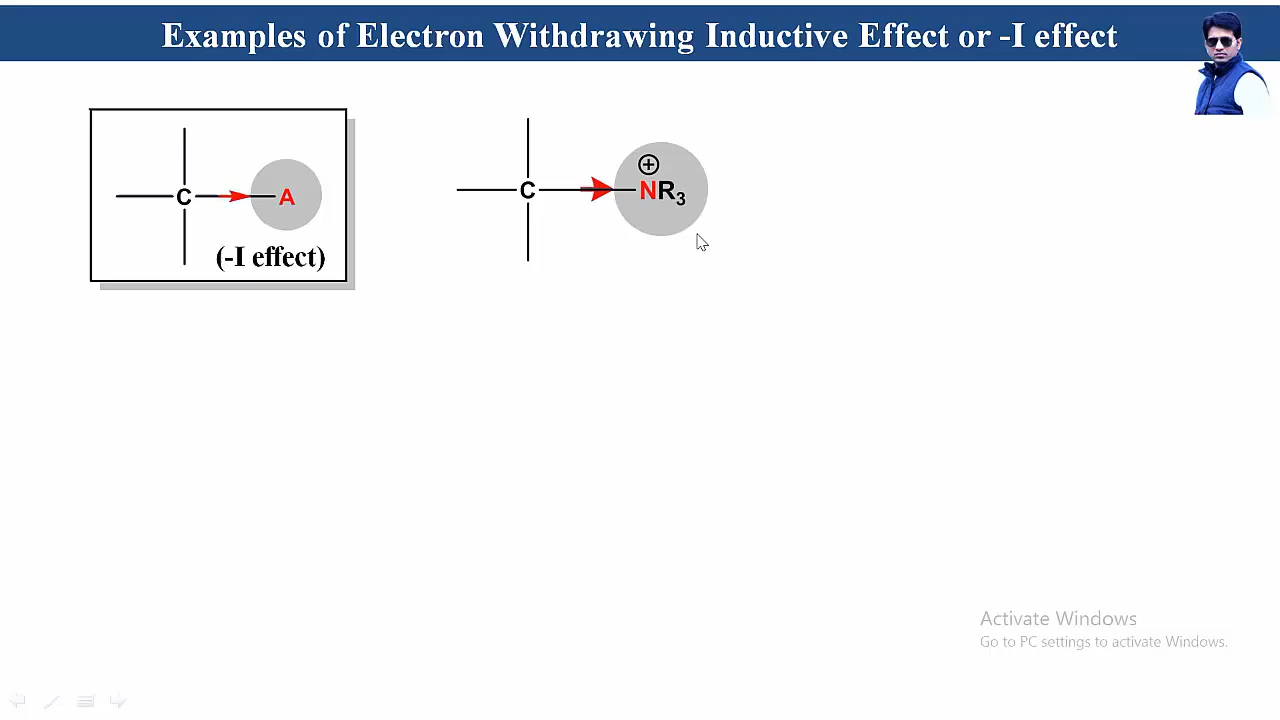 Examples of Electron Withdrawing Inductive Effect or -I effect
C A
(-I effect)
⊕
C NR₃
Activate Windows
Go to PC settings to activate Windows.